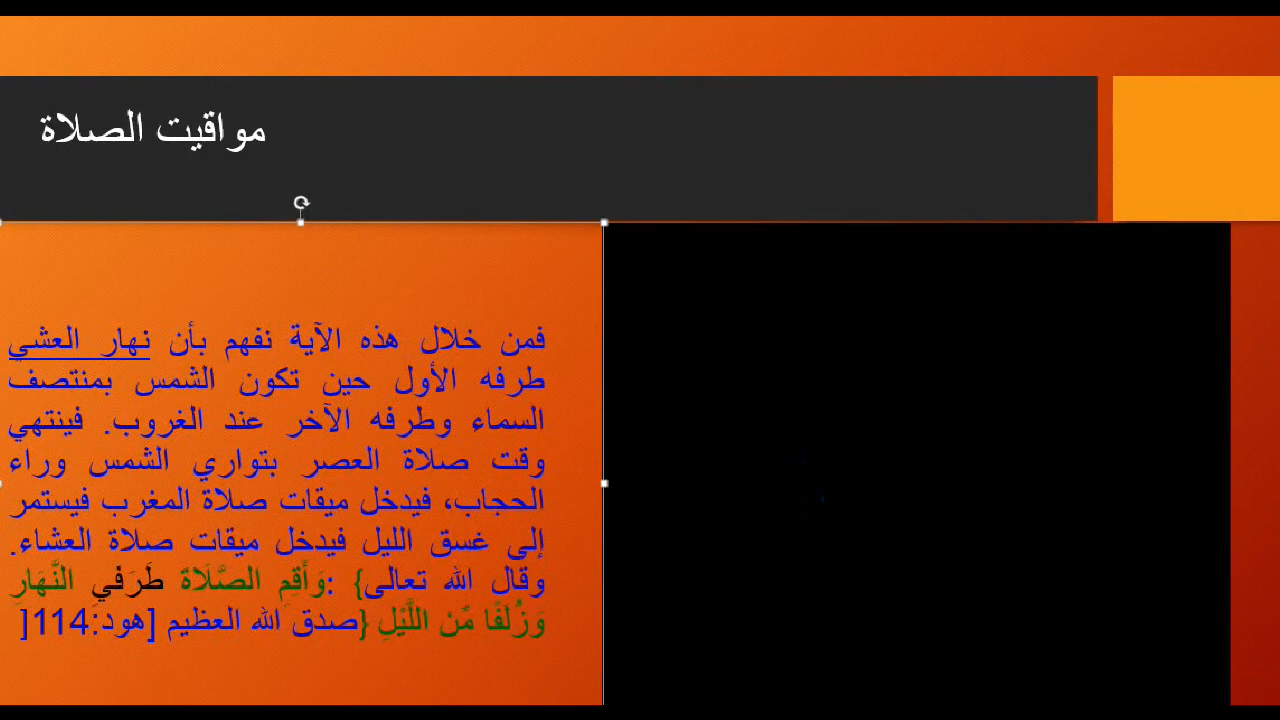 مواقيت الصلاة
فمن خلال هذه الآية نفهم بأن نهار العشي
طرفه الأول حين تكون الشمس بمنتصف
السماء وطرفه الآخر عند الغروب. فينتهي
وقت صلاة العصر بتواري الشمس وراء
الحجاب، فيدخل ميقات صلاة المغرب فيستمر
إلى غسق الليل فيدخل ميقات صلاة العشاء.
وقال الله تعالى} :وَأَقِمِ الصَّلَاةَ طَرَفَيِ النَّهَارِ
وَزُلَفًا مِّنَ اللَّيْلِ {صدق الله العظيم [هود:114[